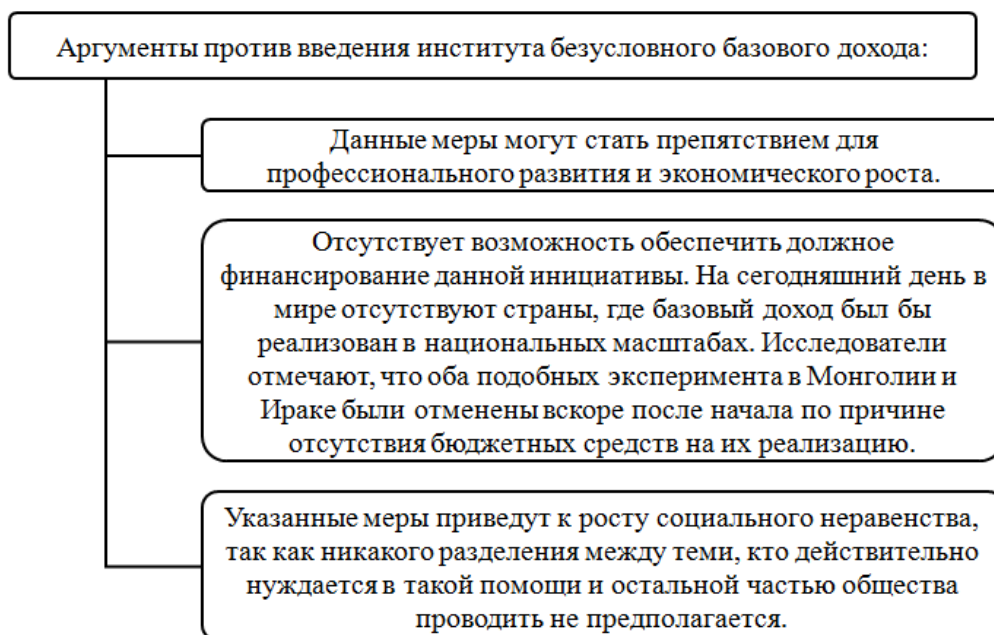 Аргументы против введения института безусловного базового дохода:
Данные меры могут стать препятствием для
профессионального развития и экономического роста.
Отсутствует возможность обеспечить должное
финансирование данной инициативы. На сегодняшний день в
мире отсутствуют страны, где базовый доход был бы
реализован в национальных масштабах. Исследователи
отмечают, что оба подобных эксперимента в Монголии и
Ираке были отменены вскоре после начала по причине
отсутствия бюджетных средств на их реализацию.
Указанные меры приведут к росту социального неравенства,
так как никакого разделения между теми, кто действительно
нуждается в такой помощи и остальной частью общества
проводить не предполагается.